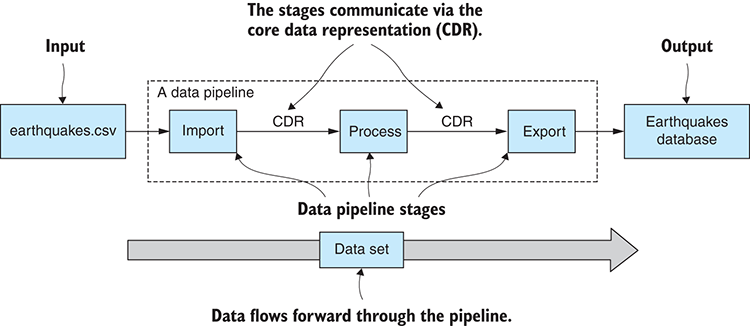 The stages communicate via the
core data representation (CDR).
Input
Output
A data pipeline
earthquakes.csv
Import
CDR
Process
CDR
Export
Earthquakes
database
Data pipeline stages
Data set
Data flows forward through the pipeline.